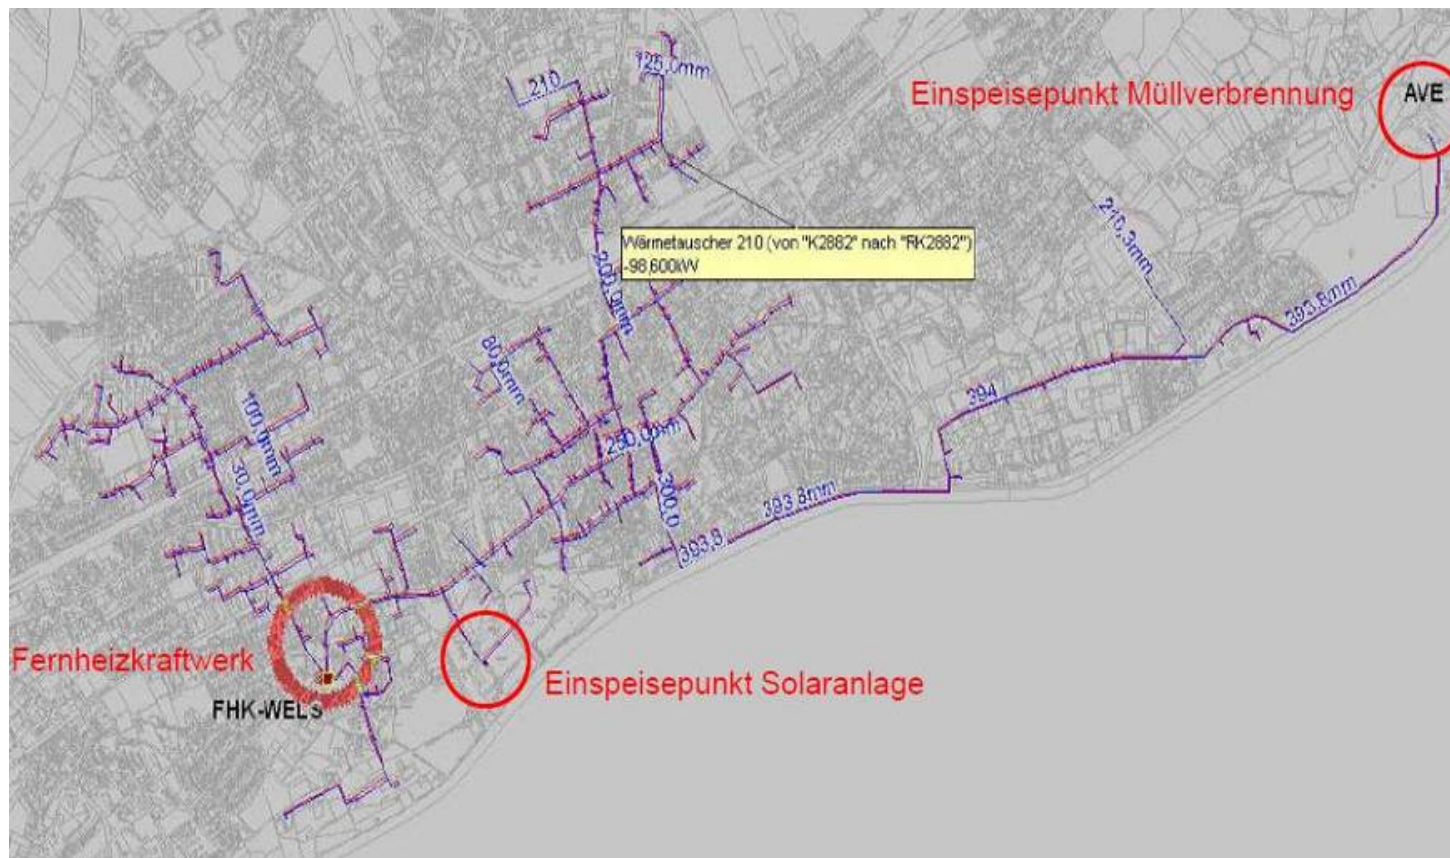 210
125,0mm
Einspeisepunkt Müllverbrennung
AVE
210,3mm
Wärmetauscher 210 (von "K2882" nach "RK2882")
-98,600kW
200,0mm
393,8mm
80,0mm
394
100,0mm
250,0mm
30,0mm
300,0
393,8mm
393,8
Fernheizkraftwerk
Einspeisepunkt Solaranlage
FHK-WELS